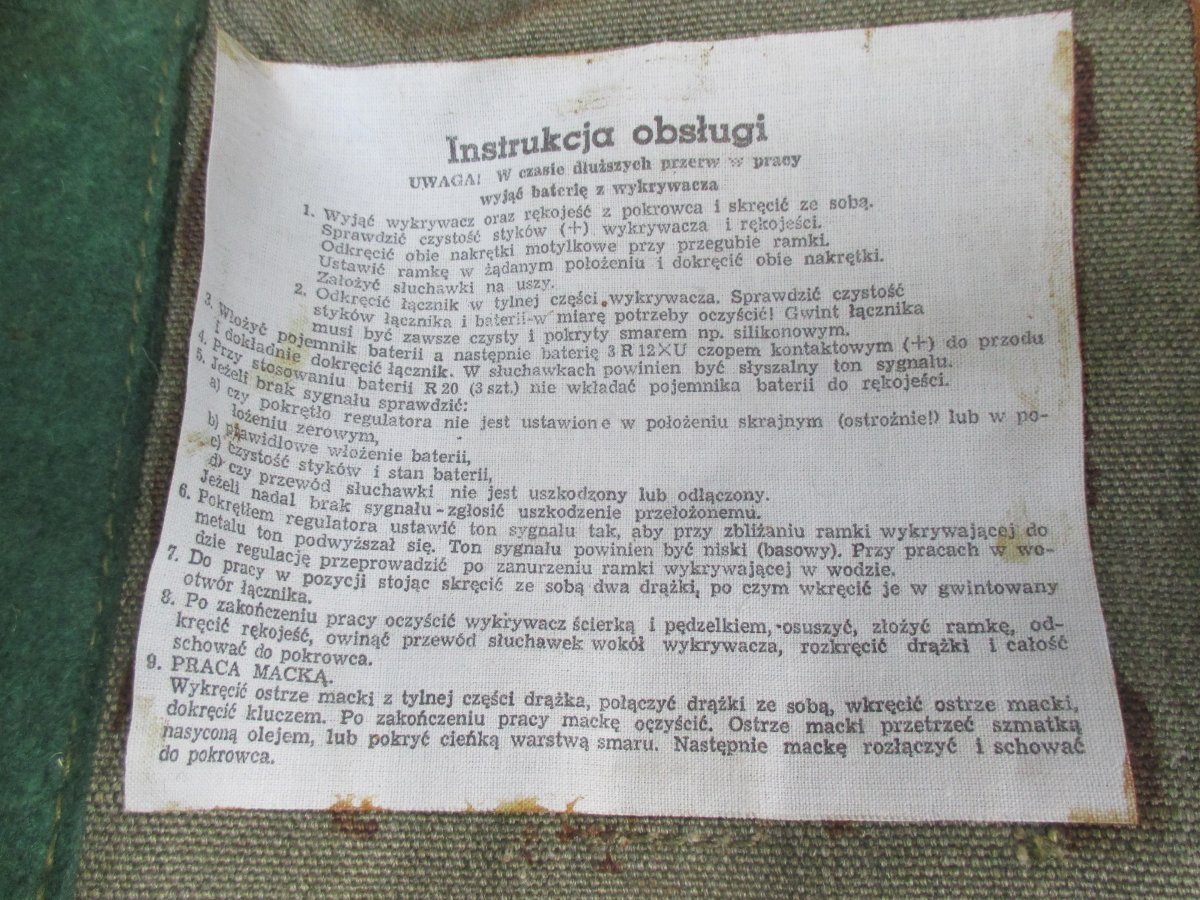 Instrukcja obsługi
UWAGA! W czasie dłuższych przerw w pracy
wyjąć baterię z wykrywacza
1. Wyjąć wykrywacz oraz rękojeść z pokrowca i skręcić ze sobą.
Sprawdzić czystość styków (+) wykrywacza i rękojeści.
Odkręcić obie nakrętki motylkowe przy przegubie ramki.
Ustawić ramkę w żądanym położeniu i dokręcić obie nakrętki.
Założyć słuchawki na uszy.
2. Odkręcić łącznik w tylnej części wykrywacza. Sprawdzić czystość
styków łącznika i baterii-w miarę potrzeby oczyścić! Gwint łącznika
musi być zawsze czysty i pokryty smarem np. silikonowym.
3. Włożyć pojemnik baterii a następnie baterię 3 R 12×U czopem kontaktowym (+) do przodu
i dokładnie dokręcić łącznik. W słuchawkach powinien być słyszalny ton sygnału.
4. Przy stosowaniu baterii R 20 (3 szt.) nie wkładać pojemnika baterii do rękojeści.
5. Jeżeli brak sygnału sprawdzić:
a) czy pokrętło regulatora nie jest ustawione w położeniu skrajnym (ostrożnie!) lub w po-
łożeniu zerowym,
b) prawidłowe włożenie baterii,
c) czystość styków i stan baterii,
d) czy przewód słuchawki nie jest uszkodzony lub odłączony.
Jeżeli nadal brak sygnału - zgłosić uszkodzenie przełożonemu.
6. Pokrętłem regulatora ustawić ton sygnału tak, aby przy zbliżaniu ramki wykrywającej do
metalu ton podwyższał się. Ton sygnału powinien być niski (basowy). Przy pracach w wo-
dzie regulację przeprowadzić po zanurzeniu ramki wykrywającej w wodzie.
7. Do pracy w pozycji stojąc skręcić ze sobą dwa drążki, po czym wkręcić je w gwintowany
otwór łącznika.
8. Po zakończeniu pracy oczyścić wykrywacz ścierką i pędzelkiem, osuszyć, złożyć ramkę, od-
kręcić rękojeść, owinąć przewód słuchawek wokół wykrywacza, rozkręcić drążki i całość
schować do pokrowca.
9. PRACA MACKĄ.
Wykręcić ostrze macki z tylnej części drążka, połączyć drążki ze sobą, wkręcić ostrze macki,
dokręcić kluczem. Po zakończeniu pracy mackę oczyścić. Ostrze macki przetrzeć szmatką
nasyconą olejem, lub pokryć cieńką warstwą smaru. Następnie mackę rozłączyć i schować
do pokrowca.